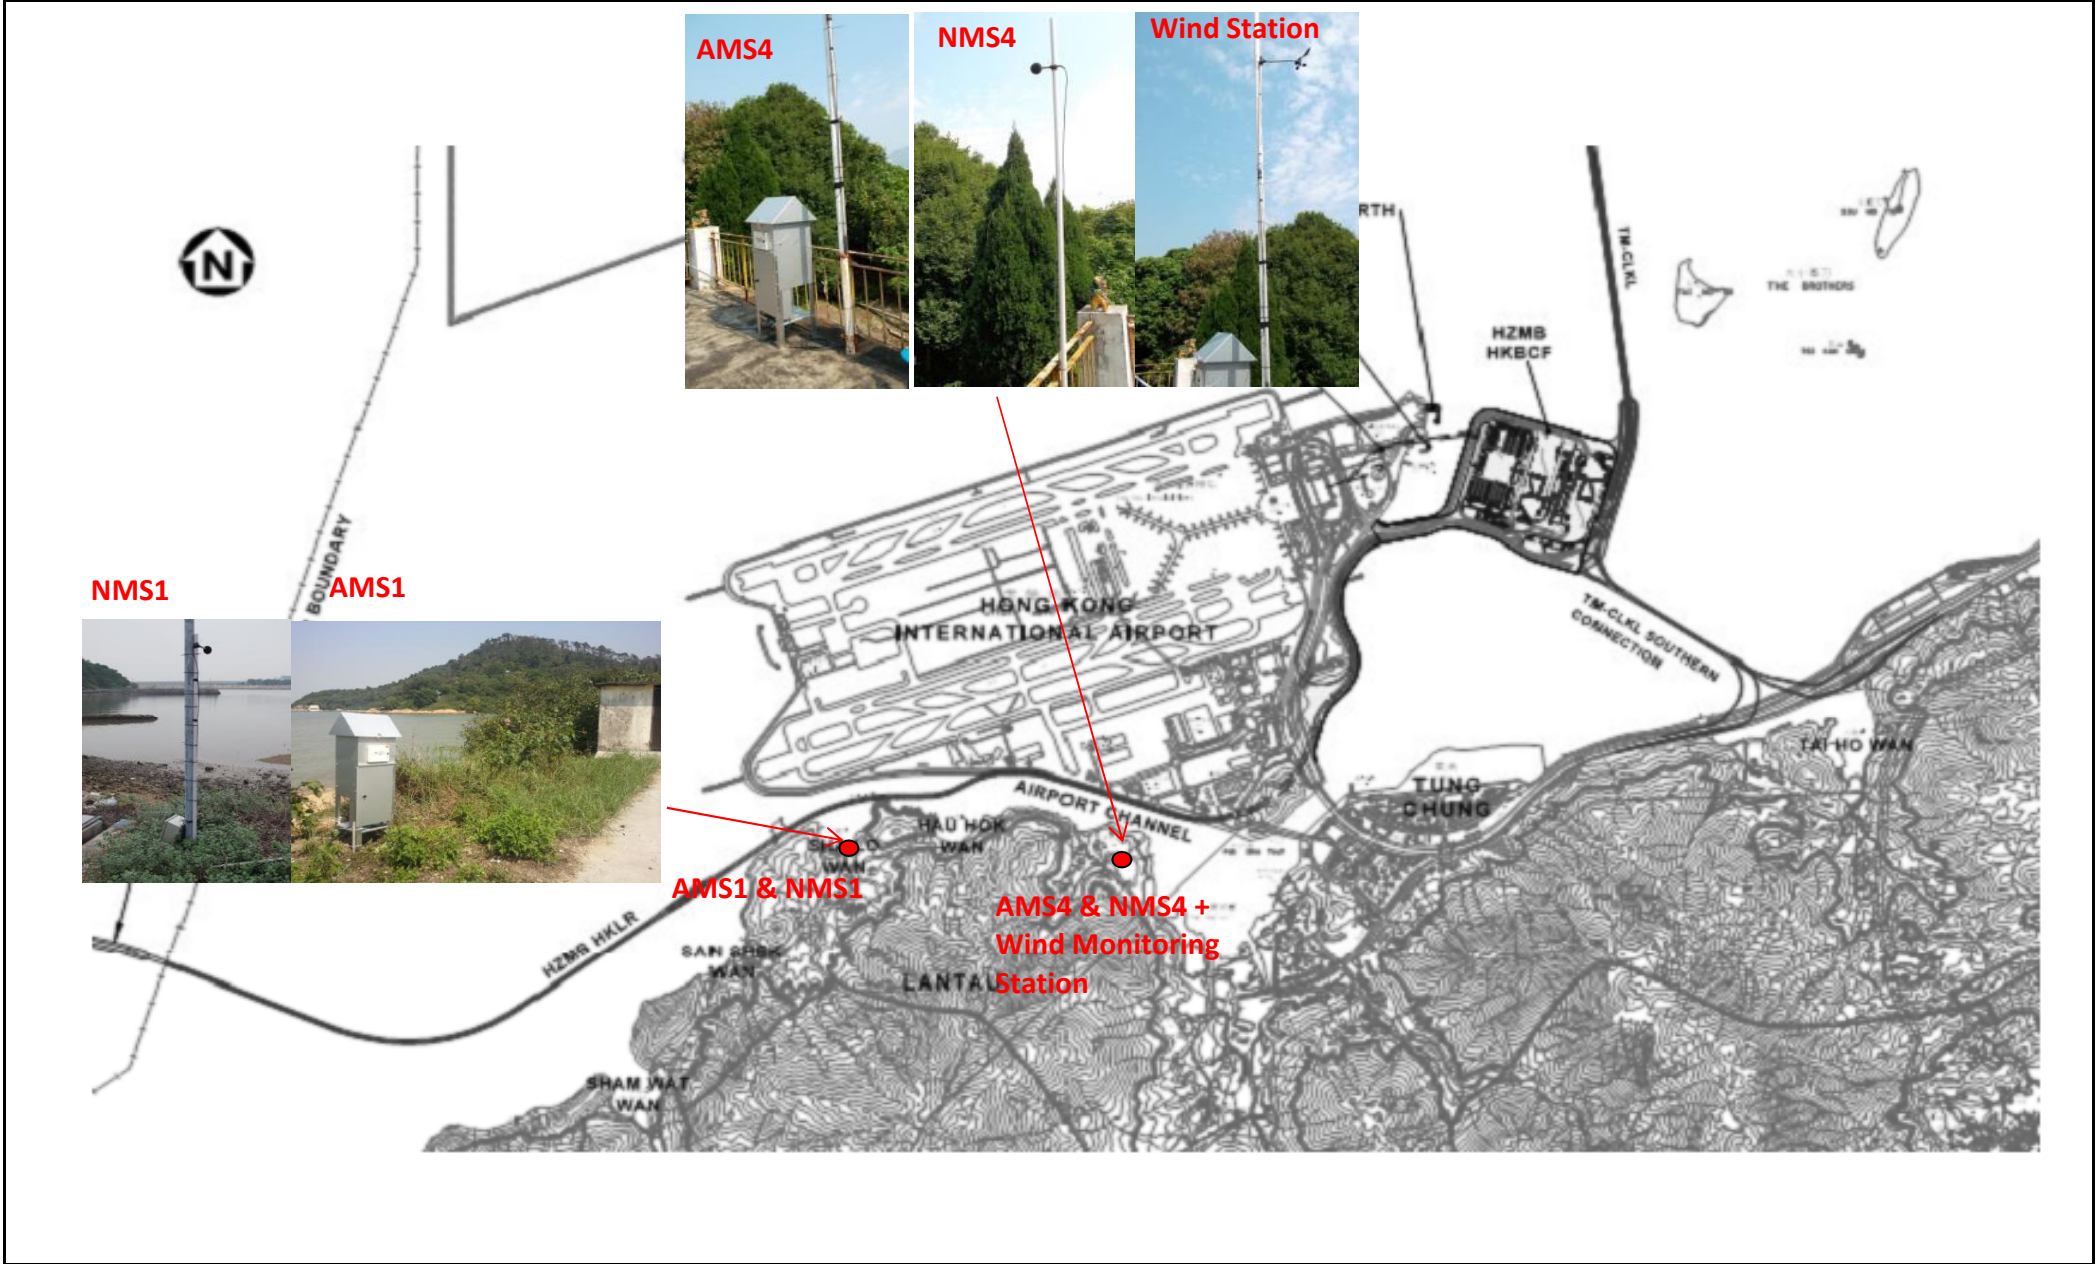 AMS4
NMS4
Wind Station
N
RTH
TM-CLKL
THE BROTHERS
HZMB
HKBCF
BOUNDARY
NMS1
AMS1
HONG KONG
INTERNATIONAL AIRPORT
TM-CLKL SOUTHERN
CONNECTION
TAI HO WAN
TUNG
CHUNG
AIRPORT CHANNEL
HAU HOK
WAN
WAN
AMS1 & NMS1
AMS4 & NMS4 +
Wind Monitoring
Station
HZMB HKLR
SAN SHEK
WAN
LANTAU
SHAM WAT
WAN